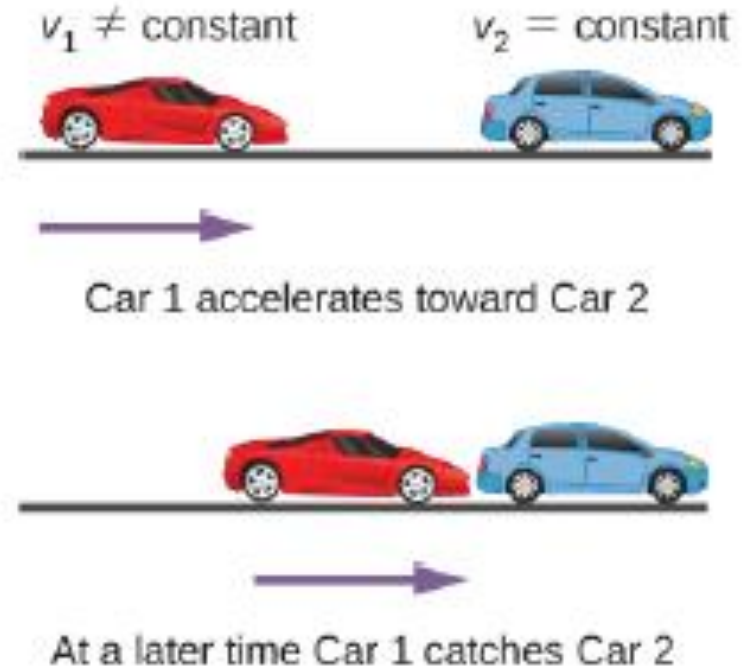 v₁ ≠ constant
v₂ = constant
Car 1 accelerates toward Car 2
At a later time Car 1 catches Car 2